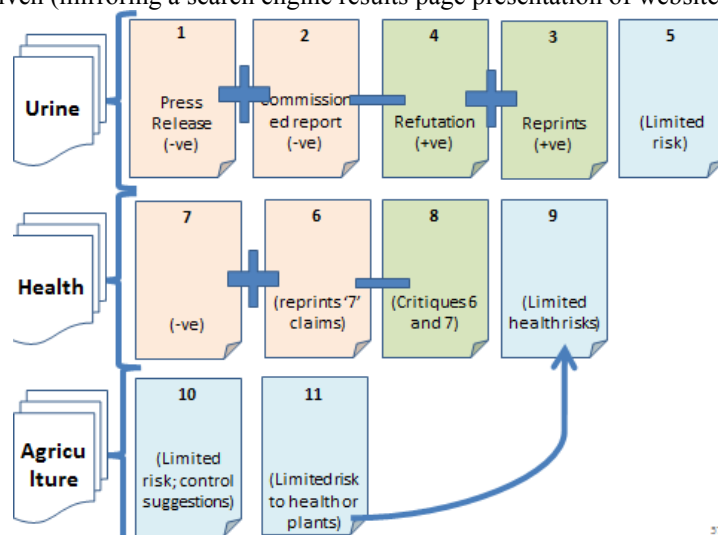 iven (mirroring a search engine results page presentation of website
Urine
1
Press
Release
(-ve)
2
commission
ed report
(-ve)
4
Refutation
(+ve)
3
Reprints
(+ve)
5
(Limited
risk)
Health
7
(-ve)
6
(reprints '7'
claims)
8
(Critiques 6
and 7)
9
(Limited
health risks)
Agricu
lture
10
(Limited
risk; control
suggestions)
11
(Limited risk
to health or
plants)